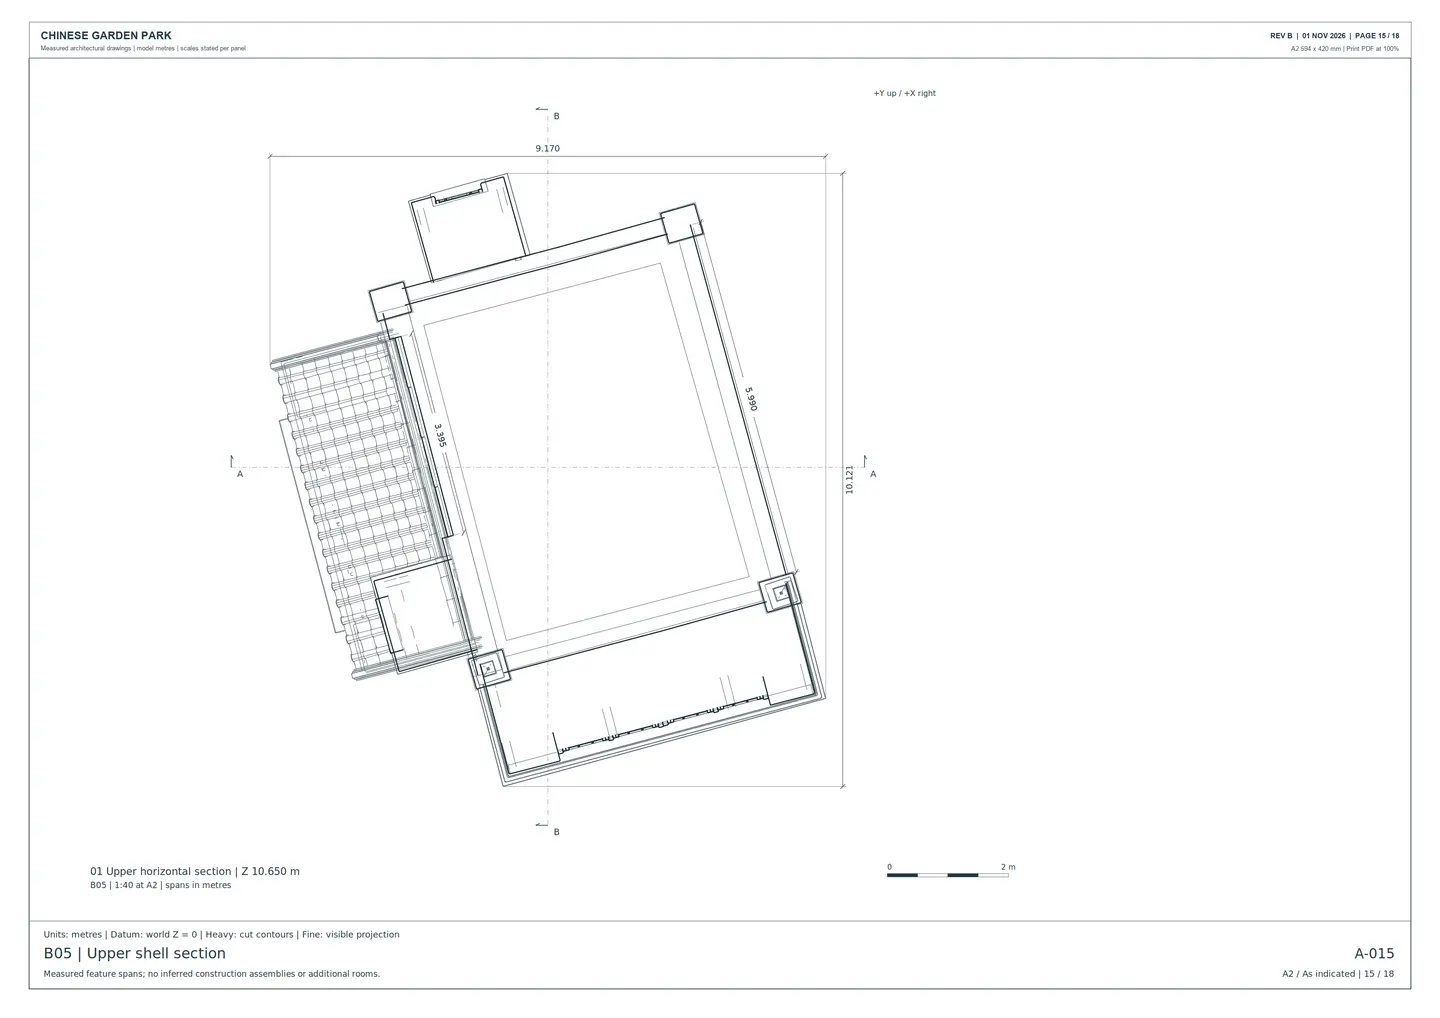 CHINESE GARDEN PARK
REV B | 01 NOV 2026 | PAGE 15 / 18
Measured architectural drawings | model metres | scales stated per panel
A2 594 x 420 mm | Print PDF at 100%
+Y up / +X right
B
9.170
5.990
3.395
A
A
10.121
B
01 Upper horizontal section | Z 10.650 m
B05 | 1:40 at A2 | spans in metres
0 2 m
Units: metres | Datum: world Z = 0 | Heavy: cut contours | Fine: visible projection
B05 | Upper shell section
A-015
Measured feature spans; no inferred construction assemblies or additional rooms.
A2 / As indicated | 15 / 18